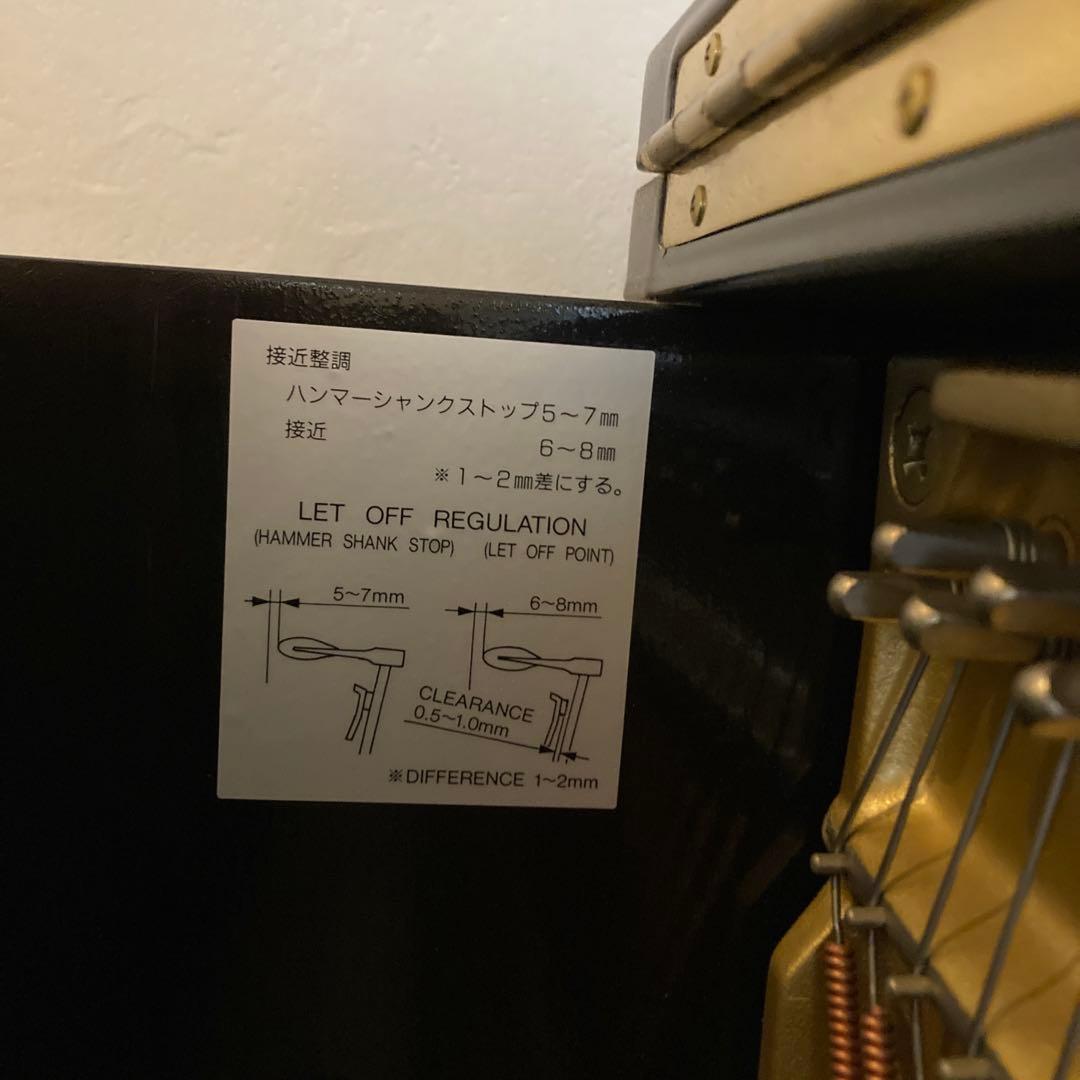 接近整調
ハンマーシャンクストップ5～7㎜
接近 6～8㎜
※1～2㎜差にする。
LET OFF REGULATION
(HAMMER SHANK STOP) (LET OFF POINT)
5~7mm 6~8mm
CLEARANCE
0.5~1.0mm
※DIFFERENCE 1~2mm